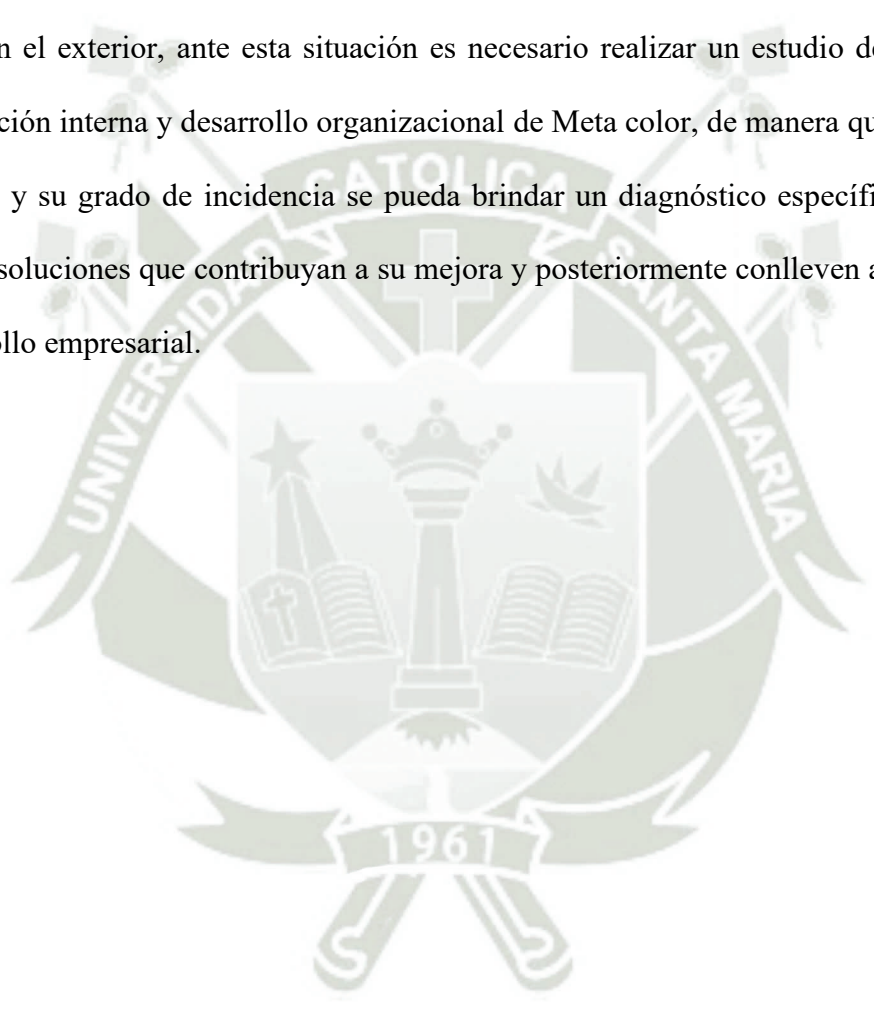 n el exterior, ante esta situación es necesario realizar un estudio de
ción interna y desarrollo organizacional de Meta color, de manera qu
y su grado de incidencia se pueda brindar un diagnóstico específi
soluciones que contribuyan a su mejora y posteriormente conlleven a
ollo empresarial.
UNIVERSIDAD CATOLICA SANTA MARIA
1961